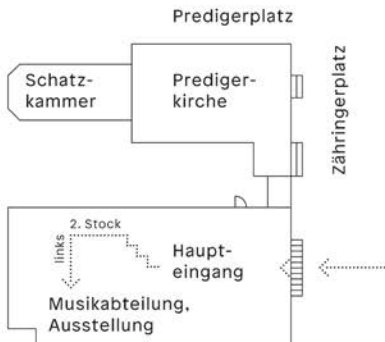 Predigerplatz
Schatz-
kammer
Prediger-
kirche
Zähringerplatz
2. Stock
links
Haupt-
eingang
Musikabteilung,
Ausstellung